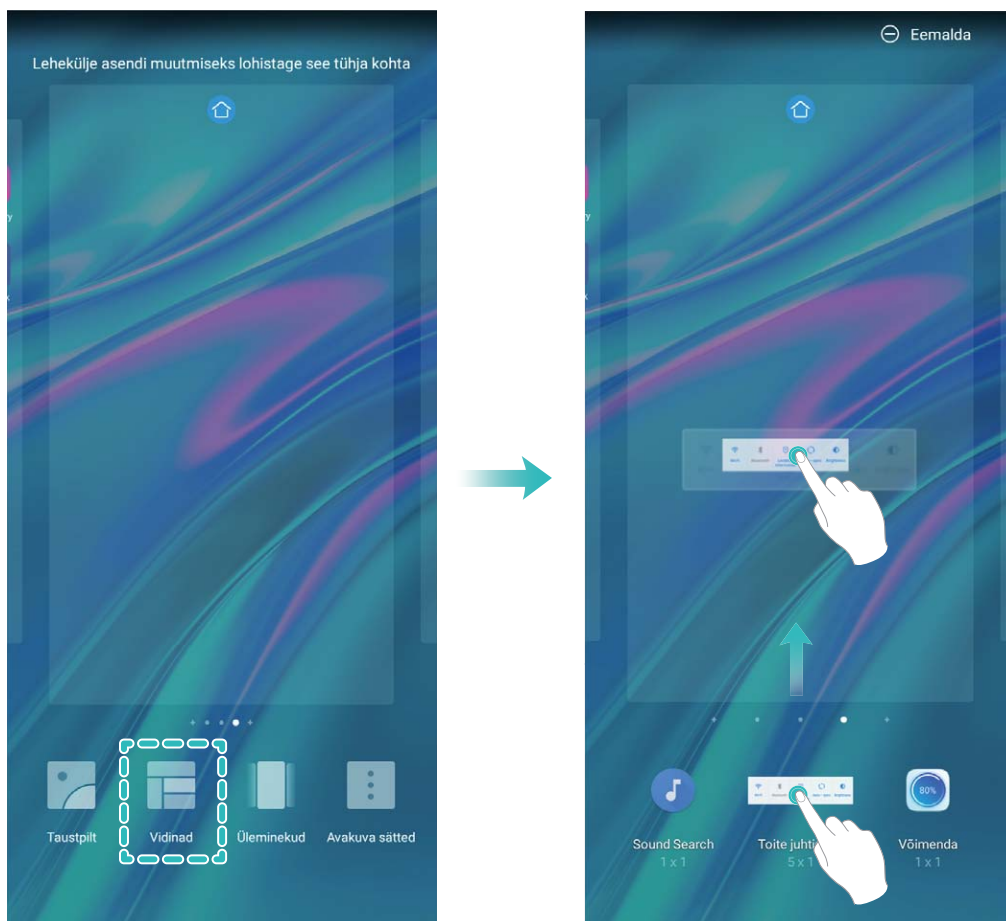 Lehekülje asendi muutmiseks lohistage see tühja kohta
Taustpilt
Vidinad
Üleminekud
Avakuva sätted
Eemalda
Sound Search
1 x 1
Toite juhti
5 x 1
80%
Võimenda
1 x 1